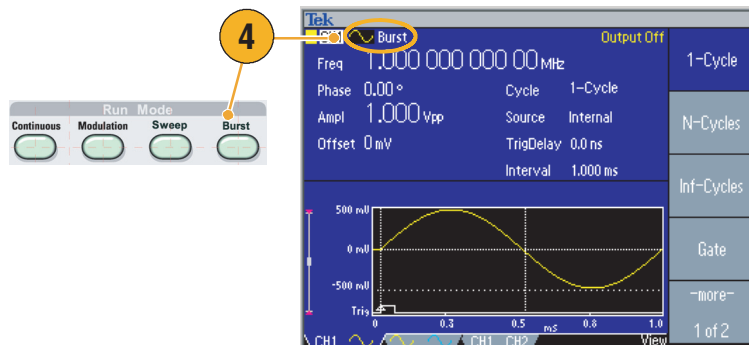 4
Run Mode
Continuous Modulation Sweep Burst
Tek
Burst Output Off
Freq 1.000 000 000 00 MHz
Phase 0.00 °
Cycle 1-Cycle
Ampl 1.000 Vpp
Source Internal
Offset 0 mV
TrigDelay 0.0 ns
Interval 1.000 ms
1-Cycle
N-Cycles
Inf-Cycles
Gate
-more-
1 of 2
500 mV
0 mV
-500 mV
Trig
0 0.3 0.5 ms 0.8 1.0
CH1 CH1 CH2 View